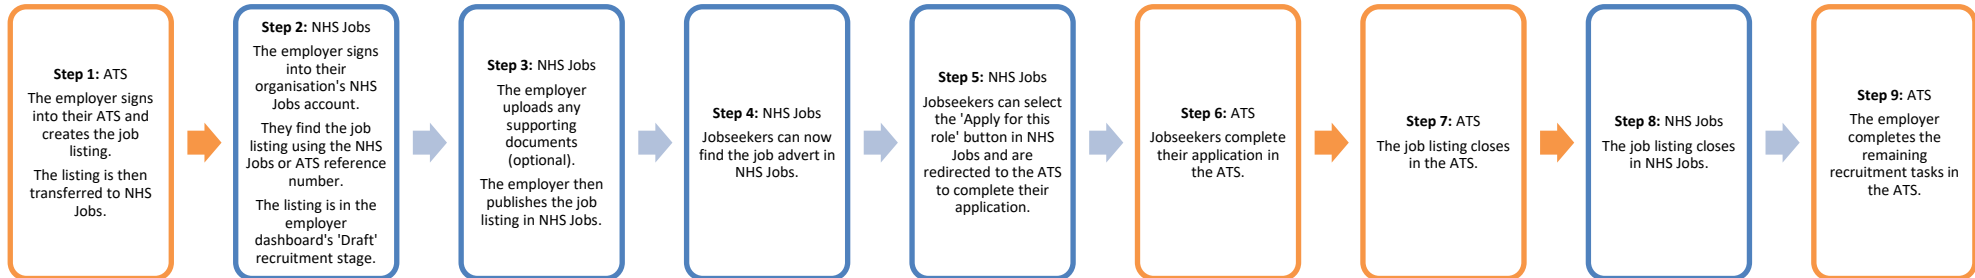 Step 1: ATS
The employer signs
into their ATS and
creates the job
listing.
The listing is then
transferred to NHS
Jobs.
Step 2: NHS Jobs
The employer signs
into their
organisation's NHS
Jobs account.
They find the job
listing using the NHS
Jobs or ATS reference
number.
The listing is in the
employer
dashboard's 'Draft'
recruitment stage.
Step 3: NHS Jobs
The employer
uploads any
supporting
documents
(optional).
The employer then
publishes the job
listing in NHS Jobs.
Step 4: NHS Jobs
Jobseekers can now
find the job advert in
NHS Jobs.
Step 5: NHS Jobs
Jobseekers can select
the 'Apply for this
role' button in NHS
Jobs and are
redirected to the ATS
to complete their
application.
Step 6: ATS
Jobseekers complete
their application in
the ATS.
Step 7: ATS
The job listing closes
in the ATS.
Step 8: NHS Jobs
The job listing closes
in NHS Jobs.
Step 9: ATS
The employer
completes the
remaining
recruitment tasks in
the ATS.